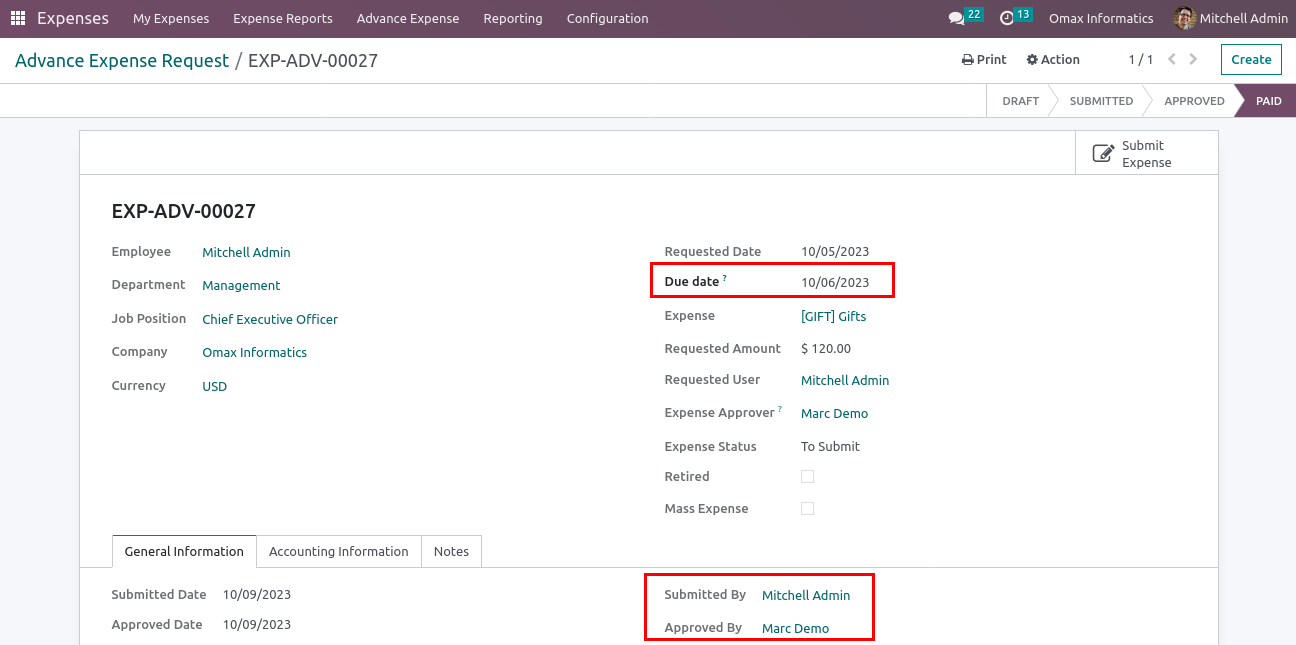 Expenses My Expenses Expense Reports Advance Expense Reporting Configuration 22 13 Omax Informatics Mitchell Admin
Advance Expense Request / EXP-ADV-00027 Print Action 1 / 1 Create
DRAFT SUBMITTED APPROVED PAID
Submit
Expense
EXP-ADV-00027
Employee Mitchell Admin
Department Management
Job Position Chief Executive Officer
Company Omax Informatics
Currency USD
Requested Date 10/05/2023
Due date ? 10/06/2023
Expense [GIFT] Gifts
Requested Amount $ 120.00
Requested User Mitchell Admin
Expense Approver ? Marc Demo
Expense Status To Submit
Retired
Mass Expense
General Information Accounting Information Notes
Submitted Date 10/09/2023
Approved Date 10/09/2023
Submitted By Mitchell Admin
Approved By Marc Demo